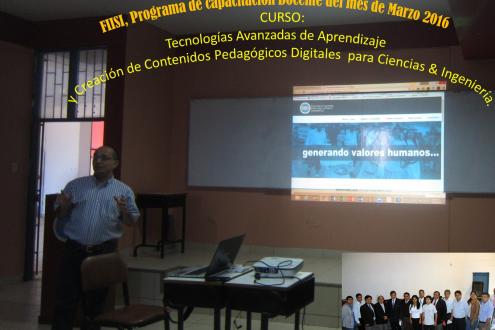 FIISI, Programa de capacitación Docente del mes de Marzo 2016
CURSO:
Tecnologías Avanzadas de Aprendizaje
y Creación de Contenidos Pedagógicos Digitales para Ciencias & Ingeniería.
generando valores humanos...